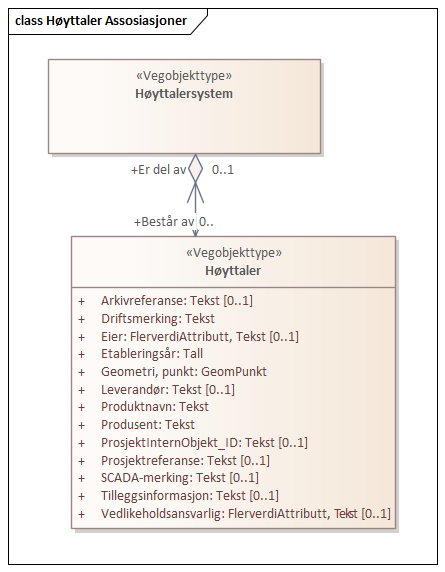 class Høyttaler Assosiasjoner
«Vegobjekttype»
Høyttalersystem
+Er del av 0..1
+Består av 0..
«Vegobjekttype»
Høyttaler
+ Arkivreferanse: Tekst [0..1]
+ Driftsmerking: Tekst
+ Eier: FlerverdiAttributt, Tekst [0..1]
+ Etableringsår: Tall
+ Geometri, punkt: GeomPunkt
+ Leverandør: Tekst [0..1]
+ Produktnavn: Tekst
+ Produsent: Tekst
+ ProsjektInternObjekt_ID: Tekst [0..1]
+ Prosjektreferanse: Tekst [0..1]
+ SCADA-merking: Tekst [0..1]
+ Tilleggsinformasjon: Tekst [0..1]
+ Vedlikeholdsansvarlig: FlerverdiAttributt, Tekst [0..1]